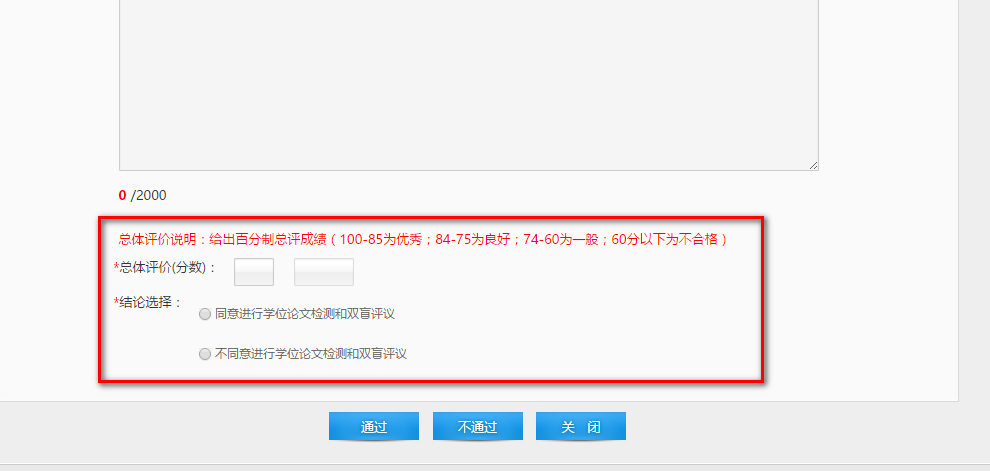 0 /2000
总体评价说明：给出百分制总评成绩（100-85为优秀；84-75为良好；74-60为一般；60分以下为不合格）
*总体评价(分数)：
*结论选择：
同意进行学位论文检测和双盲评议
不同意进行学位论文检测和双盲评议
通过 不通过 关 闭